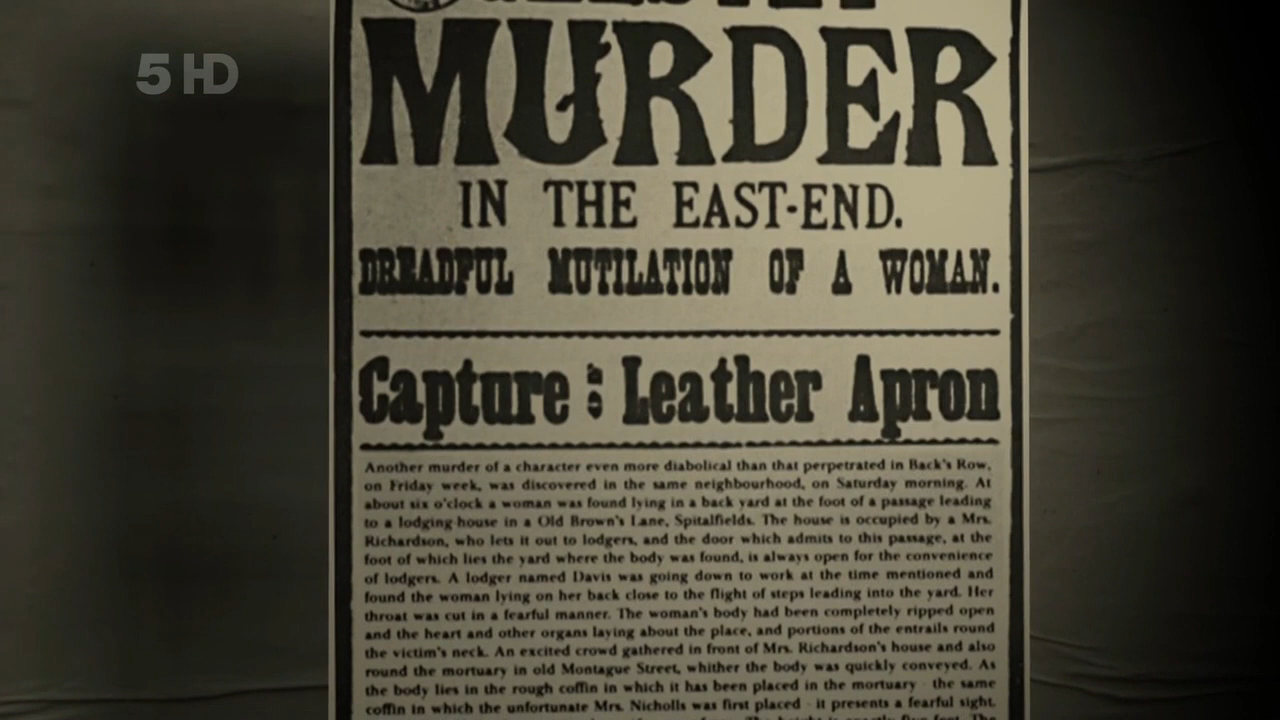 5 HD
MURDER
IN THE EAST-END.
DREADFUL MUTILATION OF A WOMAN.
Capture : Leather Apron
Another murder of a character even more diabolical than that perpetrated in Back's Row,
on Friday week, was discovered in the same neighbourhood, on Saturday morning. At
about six o'clock a woman was found lying in a back yard at the foot of a passage leading
to a lodging-house in a Old Brown's Lane, Spitalfields. The house is occupied by a Mrs.
Richardson, who lets it out to lodgers, and the door which admits to this passage, at the
foot of which lies the yard where the body was found, is always open for the convenience
of lodgers. A lodger named Davis was going down to work at the time mentioned and
found the woman lying on her back close to the flight of steps leading into the yard. Her
throat was cut in a fearful manner. The woman's body had been completely ripped open
and the heart and other organs laying about the place, and portions of the entrails round
the victim's neck. An excited crowd gathered in front of Mrs. Richardson's house and also
round the mortuary in old Montague Street, whither the body was quickly conveyed. As
the body lies in the rough coffin in which it has been placed in the mortuary - the same
coffin in which the unfortunate Mrs. Nicholls was first placed - it presents a fearful sight.